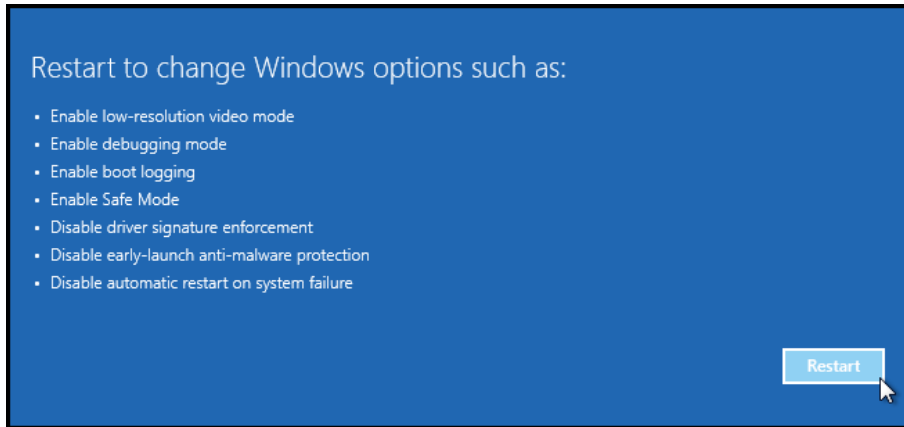 Restart to change Windows options such as:
▪ Enable low-resolution video mode
▪ Enable debugging mode
▪ Enable boot logging
▪ Enable Safe Mode
▪ Disable driver signature enforcement
▪ Disable early-launch anti-malware protection
▪ Disable automatic restart on system failure
Restart